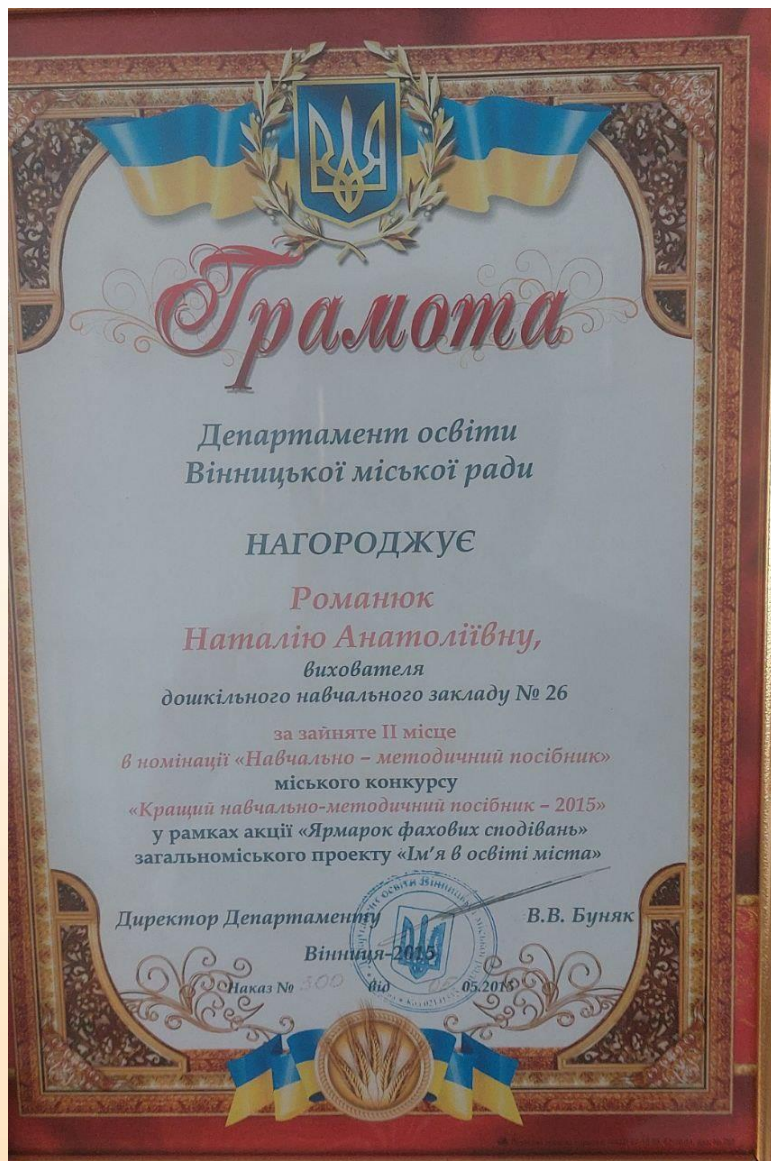 Грамота
Департамент освіти
Вінницької міської ради
НАГОРОДЖУЄ
Романюк
Наталію Анатоліївну,
вихователя
дошкільного навчального закладу № 26
за зайняте ІІ місце
в номінації «Навчально – методичний посібник»
міського конкурсу
«Кращий навчально-методичний посібник – 2015»
у рамках акції «Ярмарок фахових сподівань»
загальноміського проекту «Ім’я в освіті міста»
Директор Департаменту В.В. Буняк
Вінниця-2015
Наказ № 300 від 05.2015